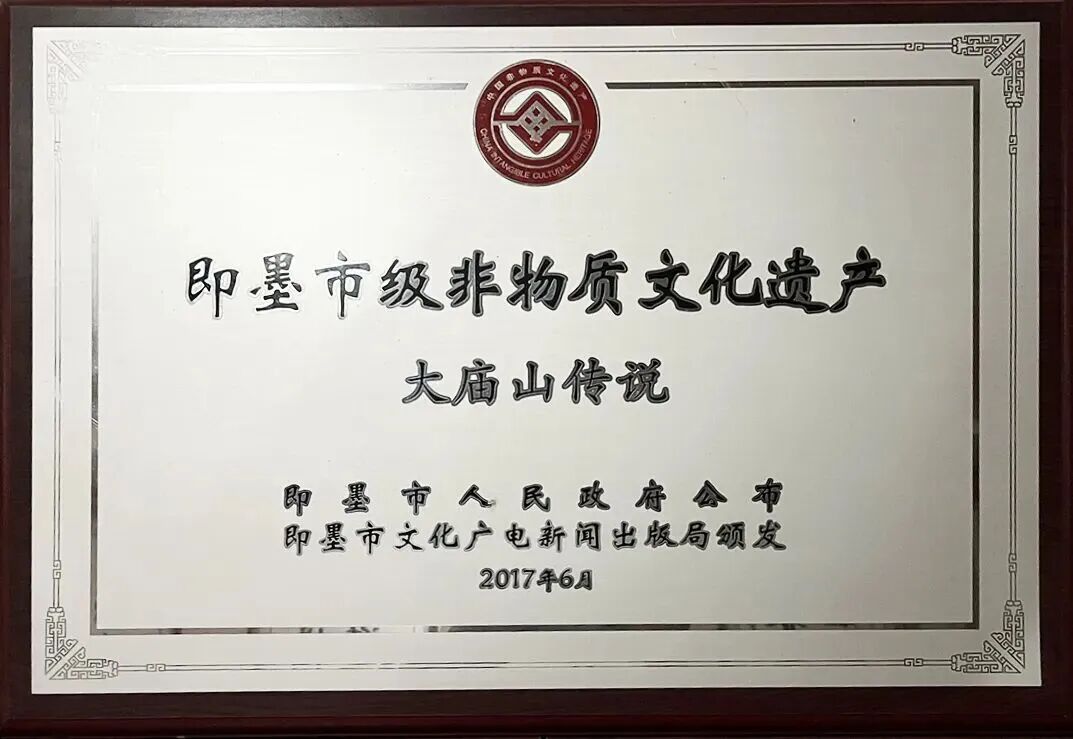 中国非物质文化遗产
CHINA INTANGIBLE CULTURAL HERITAGE
即墨市级非物质文化遗产
大庙山传说
即墨市人民政府公布
即墨市文化广电新闻出版局颁发
2017年6月